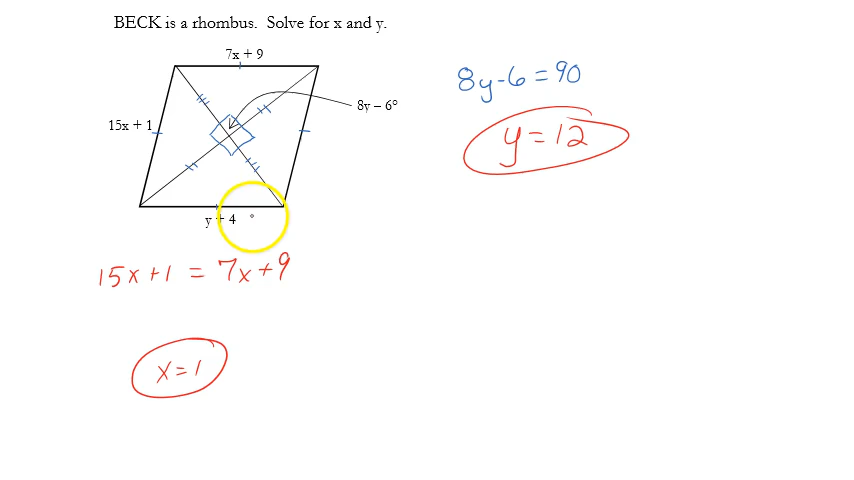 BECK is a rhombus. Solve for x and y.
7x + 9
8y – 6°
15x + 1
y + 4
8y - 6 = 90
y = 12
15x + 1 = 7x + 9
x = 1